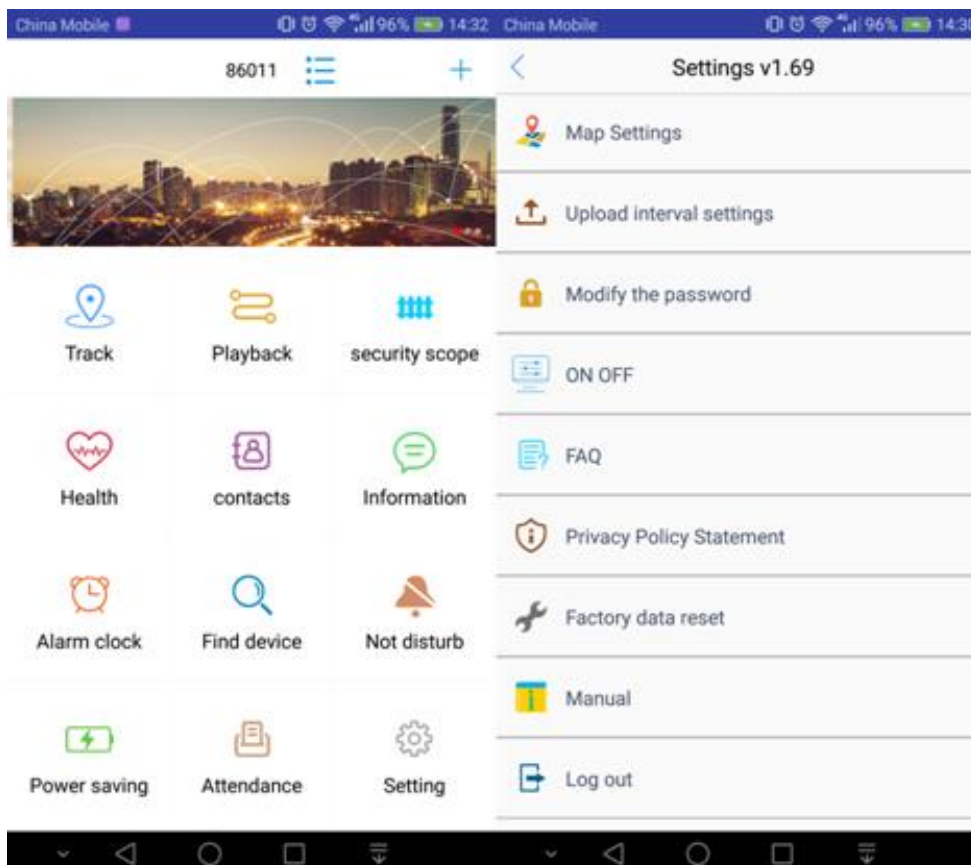 China Mobile 96% 14:32
86011
Track Playback security scope
Health contacts Information
Alarm clock Find device Not disturb
Power saving Attendance Setting
China Mobile 96% 14:30
Settings v1.69
Map Settings
Upload interval settings
Modify the password
ON OFF
FAQ
Privacy Policy Statement
Factory data reset
Manual
Log out